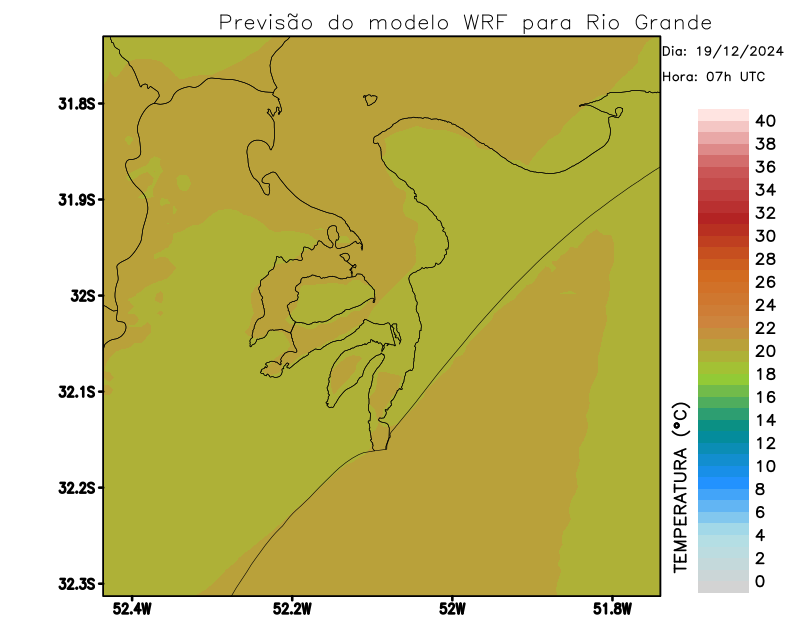 Previsão do modelo WRF para Rio Grande
Dia: 19/12/2024
Hora: 07h UTC
31.8S
31.9S
32S
32.1S
32.2S
32.3S
52.4W
52.2W
52W
51.8W
TEMPERATURA (°C)
40
38
36
34
32
30
28
26
24
22
20
18
16
14
12
10
8
6
4
2
0